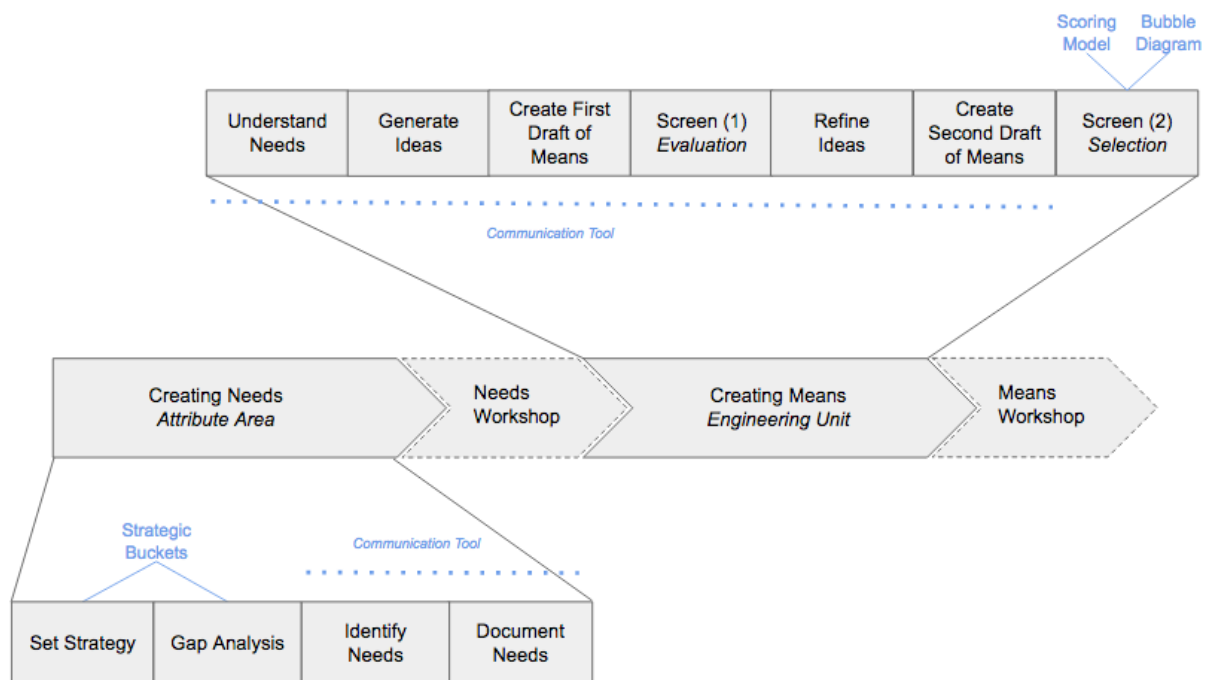 Scoring
Model
Bubble
Diagram
Understand
Needs
Generate
Ideas
Create First
Draft of
Means
Screen (1)
Evaluation
Refine
Ideas
Create
Second Draft
of Means
Screen (2)
Selection
Communication Tool
Creating Needs
Attribute Area
Needs
Workshop
Creating Means
Engineering Unit
Means
Workshop
Strategic
Buckets
Communication Tool
Set Strategy
Gap Analysis
Identify
Needs
Document
Needs